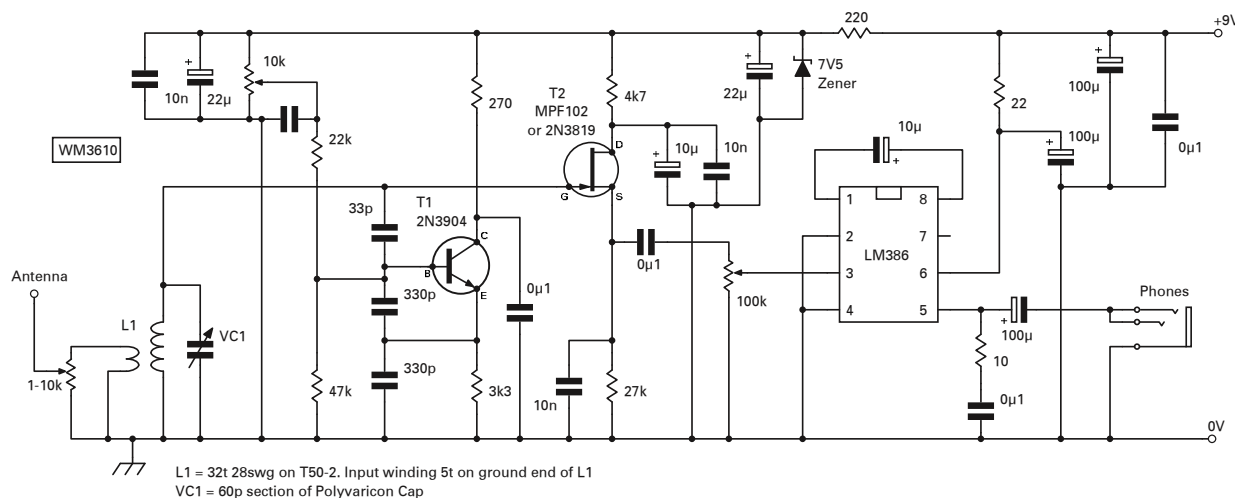 220
+9V
10k
10n
22µ
+
270
T2
MPF102
or 2N3819
4k7
+
22µ
7V5
Zener
22
+
100µ
+
100µ
0µ1
WM3610
22k
D
+
10µ
10n
10µ
+
G
S
33p
T1
2N3904
C
B
E
330p
0µ1
0µ1
100k
1
8
2
7
LM386
3
6
4
5
Antenna
L1
VC1
1-10k
330p
47k
3k3
10n
27k
+
100µ
Phones
10
0µ1
0V
L1 = 32t 28swg on T50-2. Input winding 5t on ground end of L1
VC1 = 60p section of Polyvaricon Cap